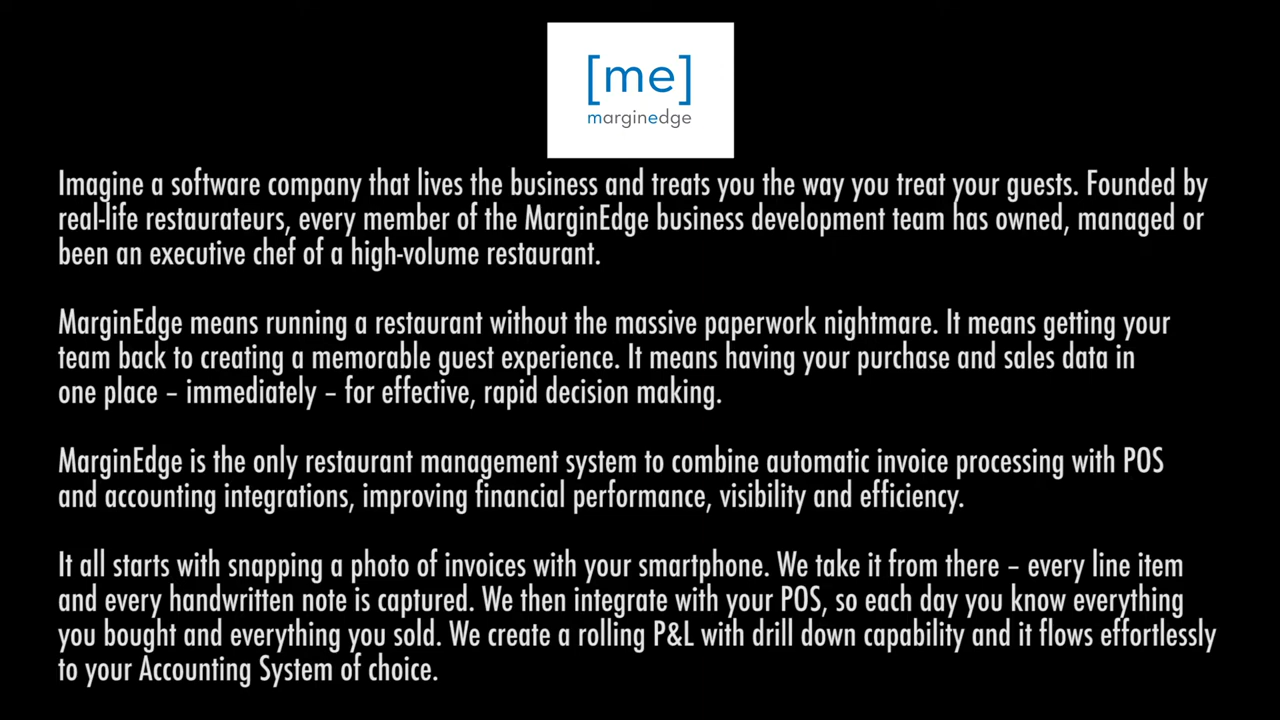 [me]
marginedge
Imagine a software company that lives the business and treats you the way you treat your guests. Founded by
real-life restaurateurs, every member of the MarginEdge business development team has owned, managed or
been an executive chef of a high-volume restaurant.
MarginEdge means running a restaurant without the massive paperwork nightmare. It means getting your
team back to creating a memorable guest experience. It means having your purchase and sales data in
one place – immediately – for effective, rapid decision making.
MarginEdge is the only restaurant management system to combine automatic invoice processing with POS
and accounting integrations, improving financial performance, visibility and efficiency.
It all starts with snapping a photo of invoices with your smartphone. We take it from there – every line item
and every handwritten note is captured. We then integrate with your POS, so each day you know everything
you bought and everything you sold. We create a rolling P&L with drill down capability and it flows effortlessly
to your Accounting System of choice.